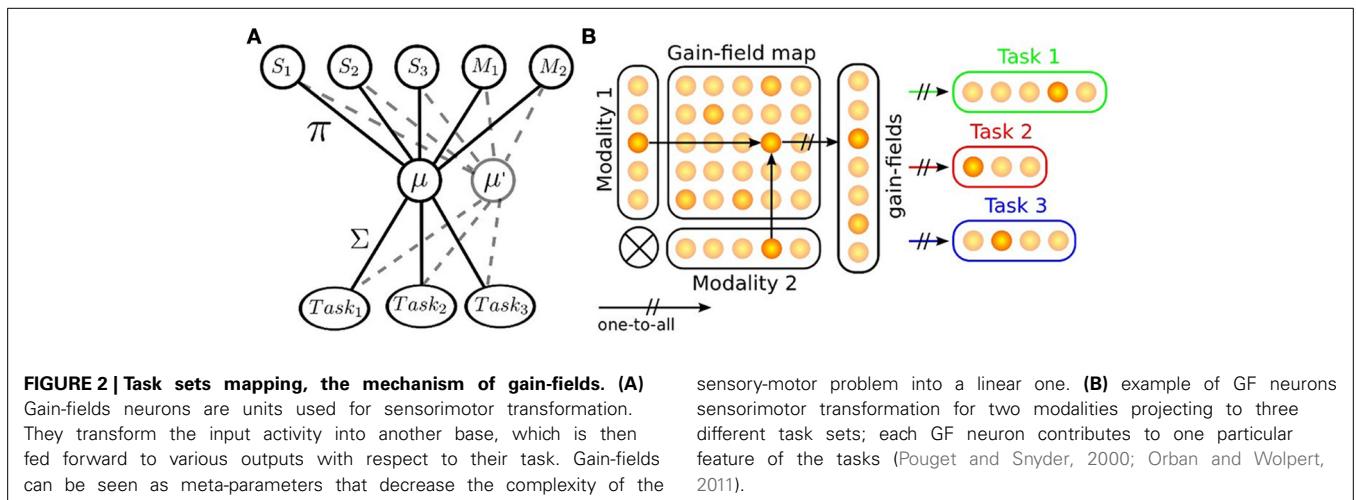 A
S1 S2 S3 M1 M2
π
μ μ'
Σ
Task1 Task2 Task3
B
Gain-field map
Modality 1
Modality 2
gain-fields
one-to-all
Task 1
Task 2
Task 3
FIGURE 2 | Task sets mapping, the mechanism of gain-fields. (A)
Gain-fields neurons are units used for sensorimotor transformation.
They transform the input activity into another base, which is then
fed forward to various outputs with respect to their task. Gain-fields
can be seen as meta-parameters that decrease the complexity of the
sensory-motor problem into a linear one. (B) example of GF neurons
sensorimotor transformation for two modalities projecting to three
different task sets; each GF neuron contributes to one particular
feature of the tasks (Pouget and Snyder, 2000; Orban and Wolpert,
2011).